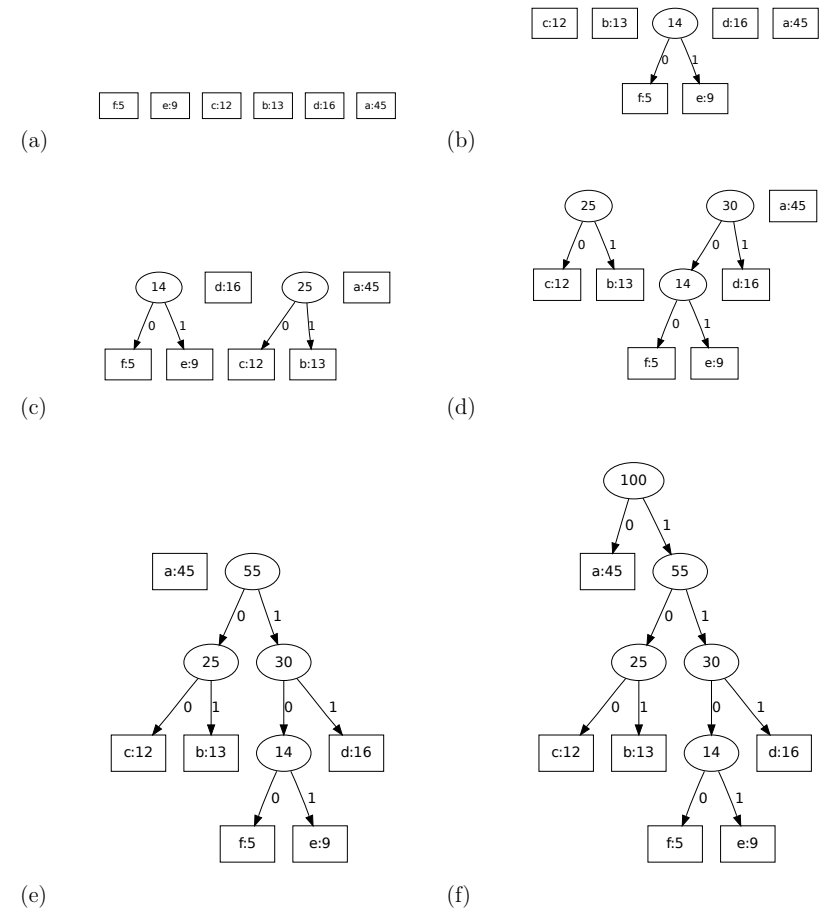 f:5 e:9 c:12 b:13 d:16 a:45
(a)
c:12 b:13 14 d:16 a:45
0 1
f:5 e:9
(b)
14 d:16 25 a:45
0 1 0 1
f:5 e:9 c:12 b:13
(c)
25 30 a:45
0 1 0 1
c:12 b:13 14 d:16
0 1
f:5 e:9
(d)
a:45 55
0 1
25 30
0 1 0 1
c:12 b:13 14 d:16
0 1
f:5 e:9
(e)
100
0 1
a:45 55
0 1
25 30
0 1 0 1
c:12 b:13 14 d:16
0 1
f:5 e:9
(f)